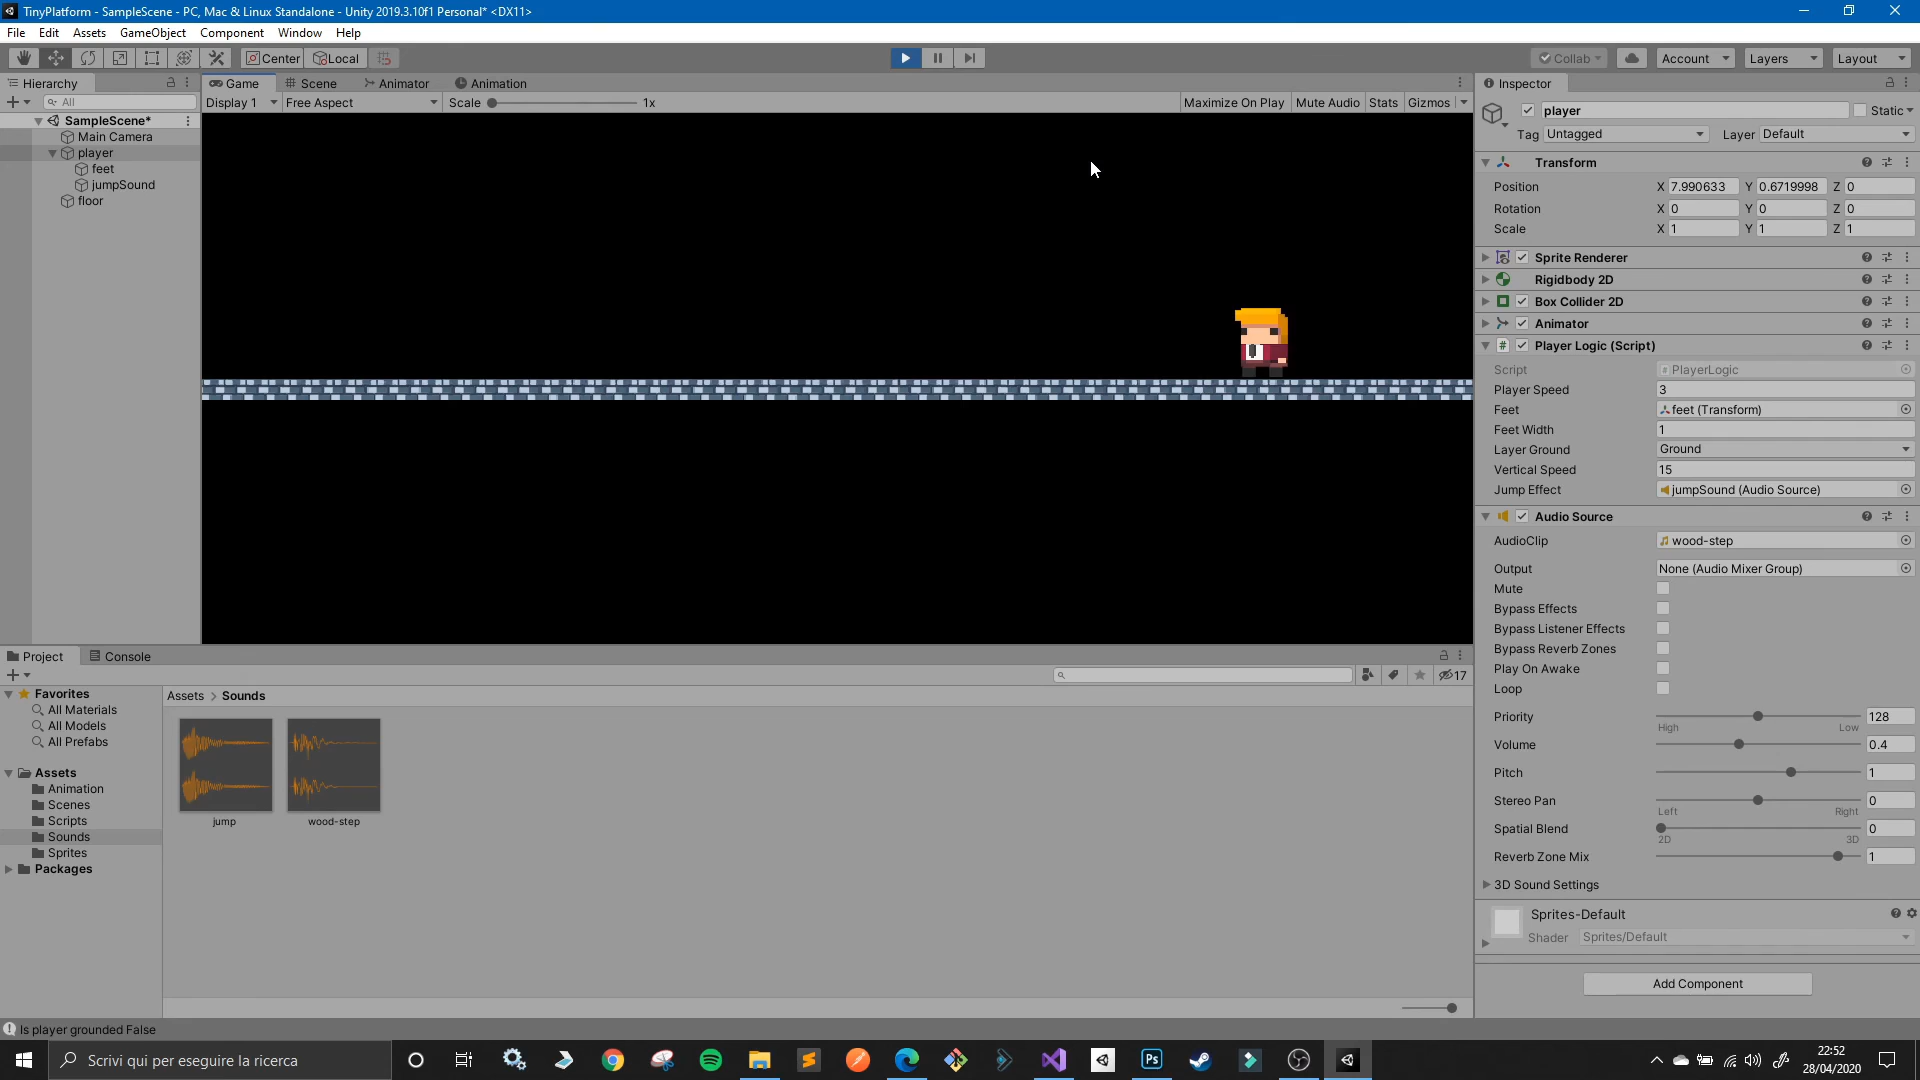 TinyPlatform - SampleScene - PC, Mac & Linux Standalone - Unity 2019.3.10f1 Personal* <DX11>
File Edit Assets GameObject Component Window Help
Center Local Collab Account Layers Layout
Hierarchy
All
SampleScene*
Main Camera
player
feet
jumpSound
floor
Game Scene Animator Animation
Display 1 Free Aspect Scale 1x Maximize On Play Mute Audio Stats Gizmos
Inspector
player Static
Tag Untagged Layer Default
Transform
Position X 7.990633 Y 0.6719998 Z 0
Rotation X 0 Y 0 Z 0
Scale X 1 Y 1 Z 1
Sprite Renderer
Rigidbody 2D
Box Collider 2D
Animator
# Player Logic (Script)
Script # PlayerLogic
Player Speed 3
Feet feet (Transform)
Feet Width 1
Layer Ground Ground
Vertical Speed 15
Jump Effect jumpSound (Audio Source)
Audio Source
AudioClip wood-step
Output None (Audio Mixer Group)
Mute
Bypass Effects
Bypass Listener Effects
Bypass Reverb Zones
Play On Awake
Loop
Priority 128
High Low
Volume 0.4
Pitch 1
Stereo Pan 0
Left Right
Spatial Blend 0
2D 3D
Reverb Zone Mix 1
3D Sound Settings
Sprites-Default
Shader Sprites/Default
Add Component
Project Console
17
Favorites
All Materials
All Models
All Prefabs
Assets
Animation
Scenes
Scripts
Sounds
Sprites
Packages
Assets > Sounds
jump wood-step
Is player grounded False
Scrivi qui per eseguire la ricerca
Ps
22:52
28/04/2020